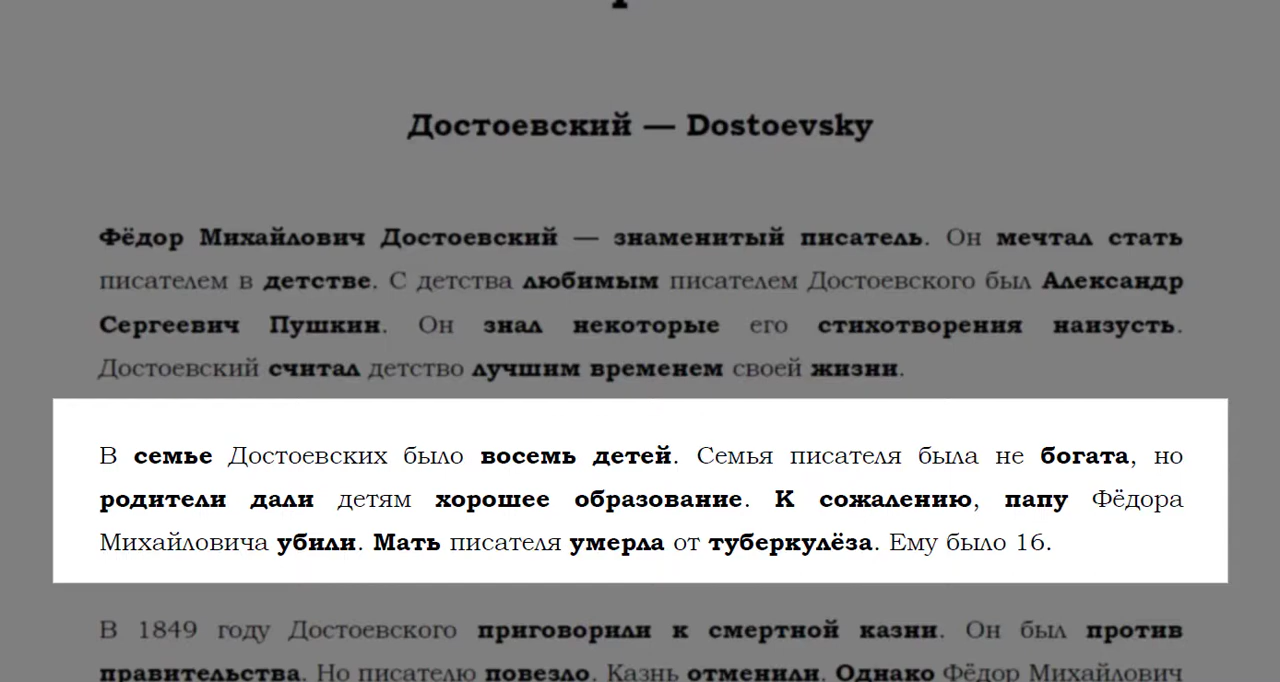 Достоевский — Dostoevsky
Фёдор Михайлович Достоевский — знаменитый писатель. Он мечтал стать
писателем в детстве. С детства любимым писателем Достоевского был Александр
Сергеевич Пушкин. Он знал некоторые его стихотворения наизусть.
Достоевский считал детство лучшим временем своей жизни.
В семье Достоевских было восемь детей. Семья писателя была не богата, но
родители дали детям хорошее образование. К сожалению, папу Фёдора
Михайловича убили. Мать писателя умерла от туберкулёза. Ему было 16.
В 1849 году Достоевского приговорили к смертной казни. Он был против
правительства. Но писателю повезло. Казнь отменили. Однако Фёдор Михайлович